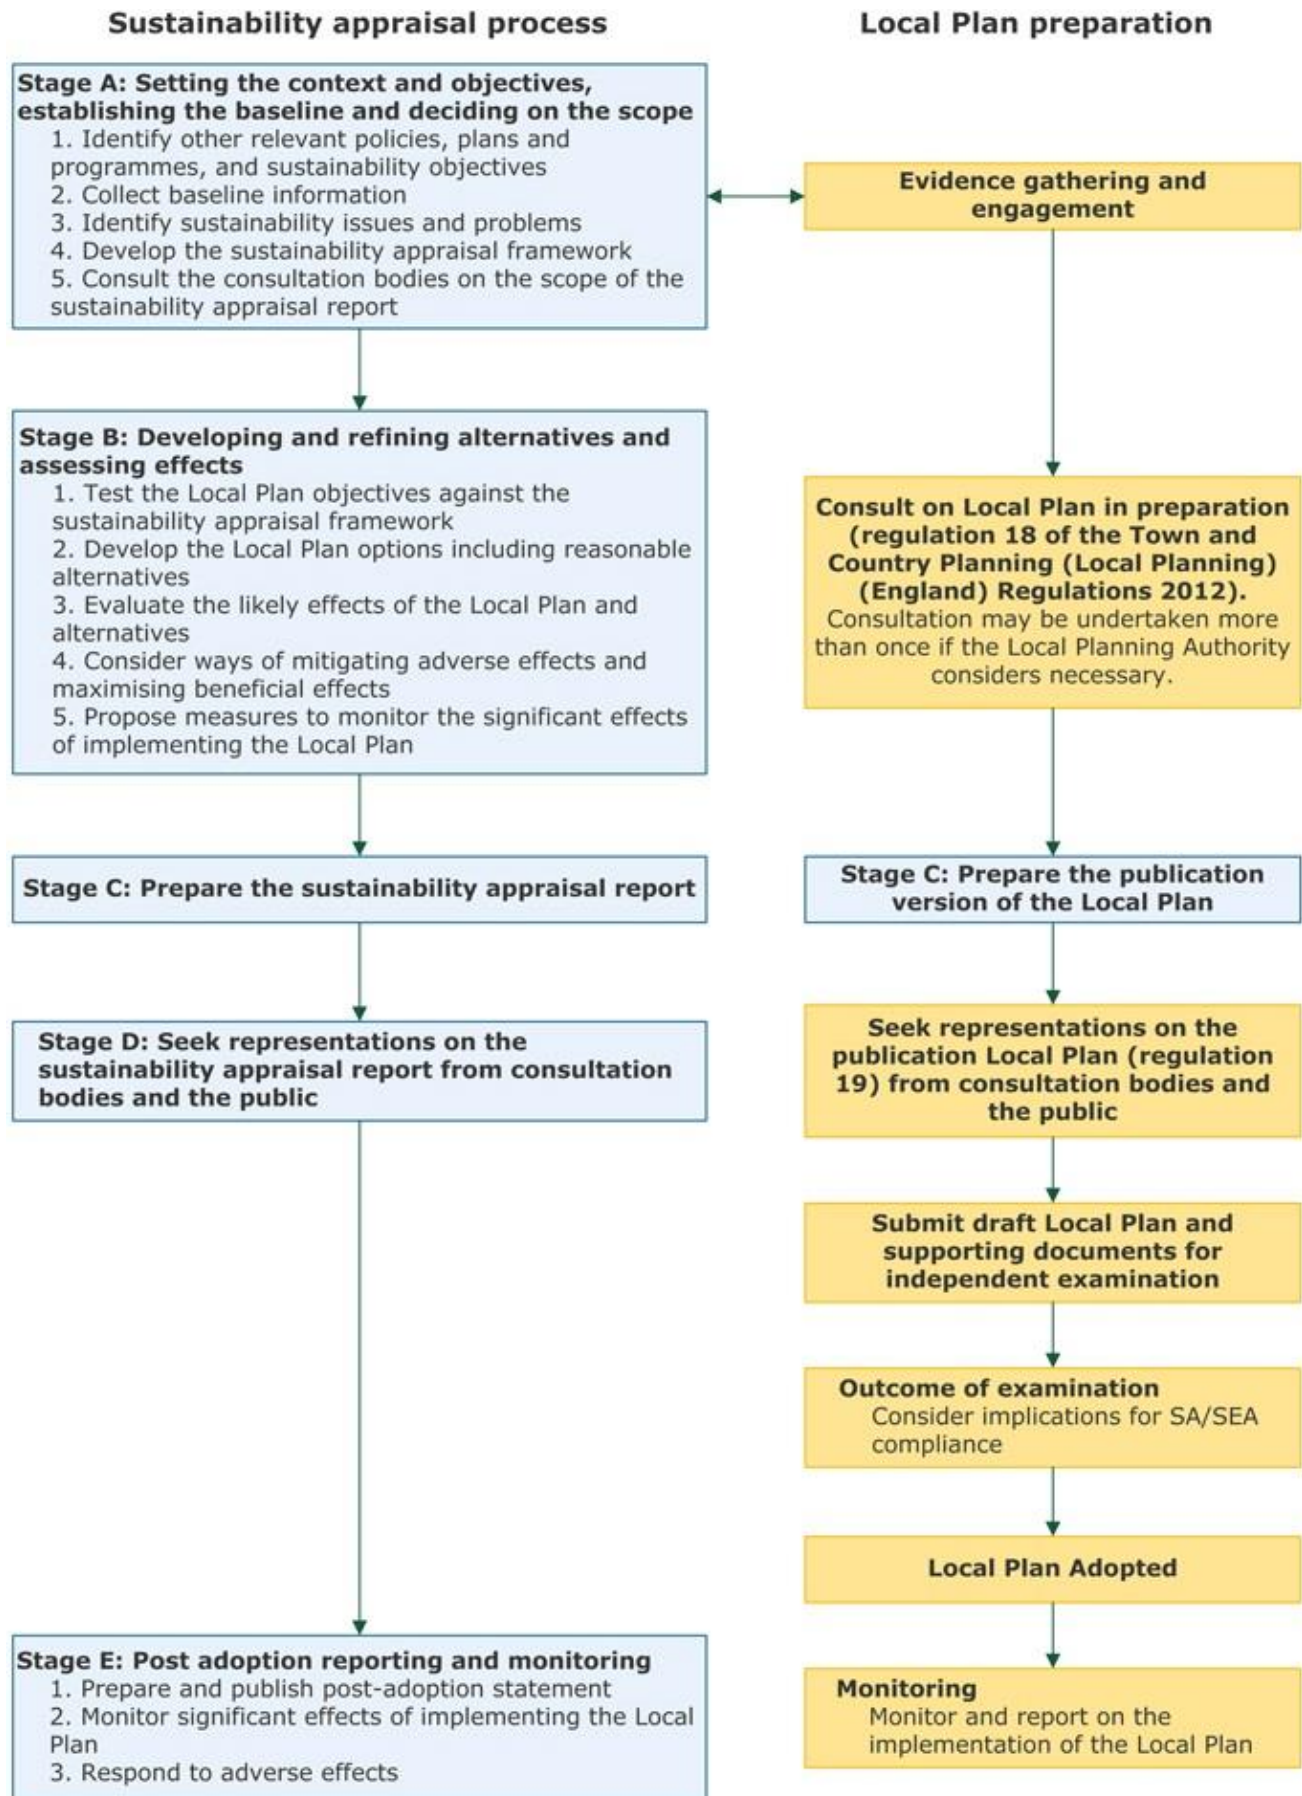 Sustainability appraisal process
Local Plan preparation
Stage A: Setting the context and objectives,
establishing the baseline and deciding on the scope
1. Identify other relevant policies, plans and
programmes, and sustainability objectives
2. Collect baseline information
3. Identify sustainability issues and problems
4. Develop the sustainability appraisal framework
5. Consult the consultation bodies on the scope of the
sustainability appraisal report
Evidence gathering and
engagement
Stage B: Developing and refining alternatives and
assessing effects
1. Test the Local Plan objectives against the
sustainability appraisal framework
2. Develop the Local Plan options including reasonable
alternatives
3. Evaluate the likely effects of the Local Plan and
alternatives
4. Consider ways of mitigating adverse effects and
maximising beneficial effects
5. Propose measures to monitor the significant effects
of implementing the Local Plan
Consult on Local Plan in preparation
(regulation 18 of the Town and
Country Planning (Local Planning)
(England) Regulations 2012).
Consultation may be undertaken more
than once if the Local Planning Authority
considers necessary.
Stage C: Prepare the sustainability appraisal report
Stage C: Prepare the publication
version of the Local Plan
Stage D: Seek representations on the
sustainability appraisal report from consultation
bodies and the public
Seek representations on the
publication Local Plan (regulation
19) from consultation bodies and
the public
Submit draft Local Plan and
supporting documents for
independent examination
Outcome of examination
Consider implications for SA/SEA
compliance
Local Plan Adopted
Stage E: Post adoption reporting and monitoring
1. Prepare and publish post-adoption statement
2. Monitor significant effects of implementing the Local
Plan
3. Respond to adverse effects
Monitoring
Monitor and report on the
implementation of the Local Plan